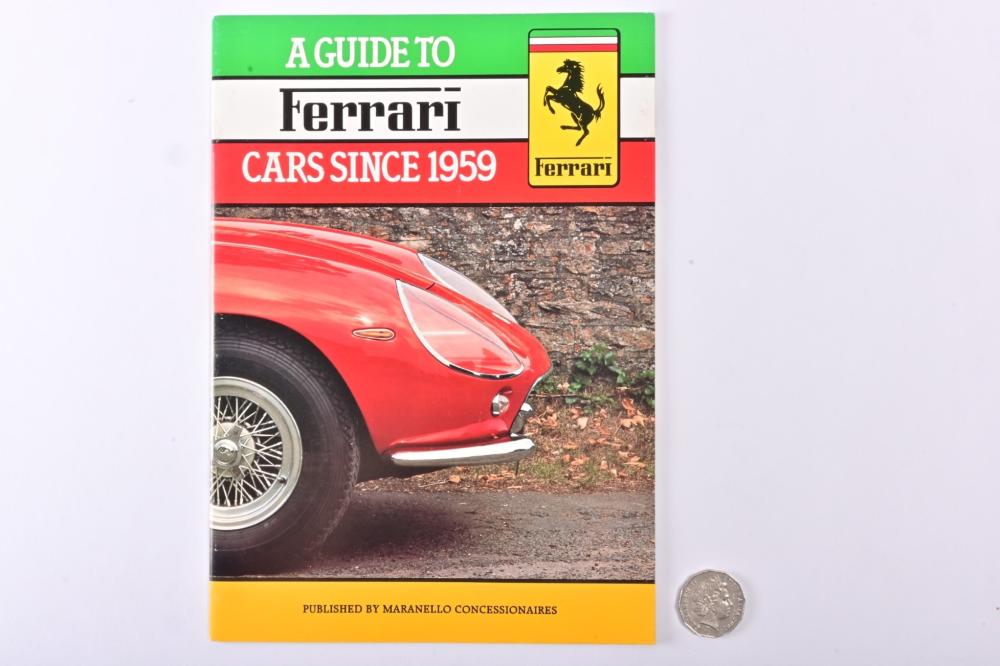 A GUIDE TO
Ferrari
CARS SINCE 1959
Ferrari
PUBLISHED BY MARANELLO CONCESSIONAIRES